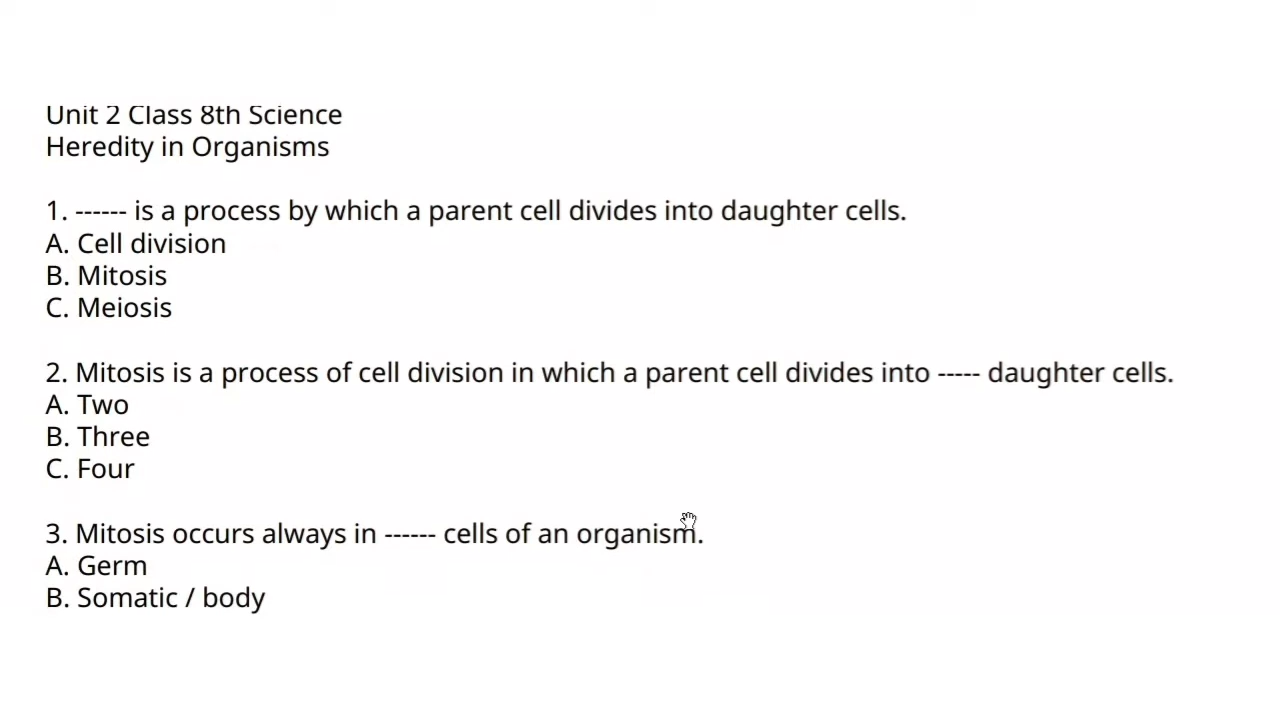 Unit 2 Class 8th Science
Heredity in Organisms
1. ------ is a process by which a parent cell divides into daughter cells.
A. Cell division
B. Mitosis
C. Meiosis
2. Mitosis is a process of cell division in which a parent cell divides into ----- daughter cells.
A. Two
B. Three
C. Four
3. Mitosis occurs always in ------ cells of an organism.
A. Germ
B. Somatic / body